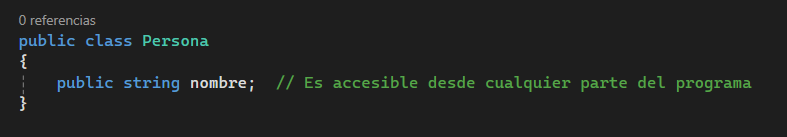 0 referencias
public class Persona
{
public string nombre;  // Es accesible desde cualquier parte del programa
}